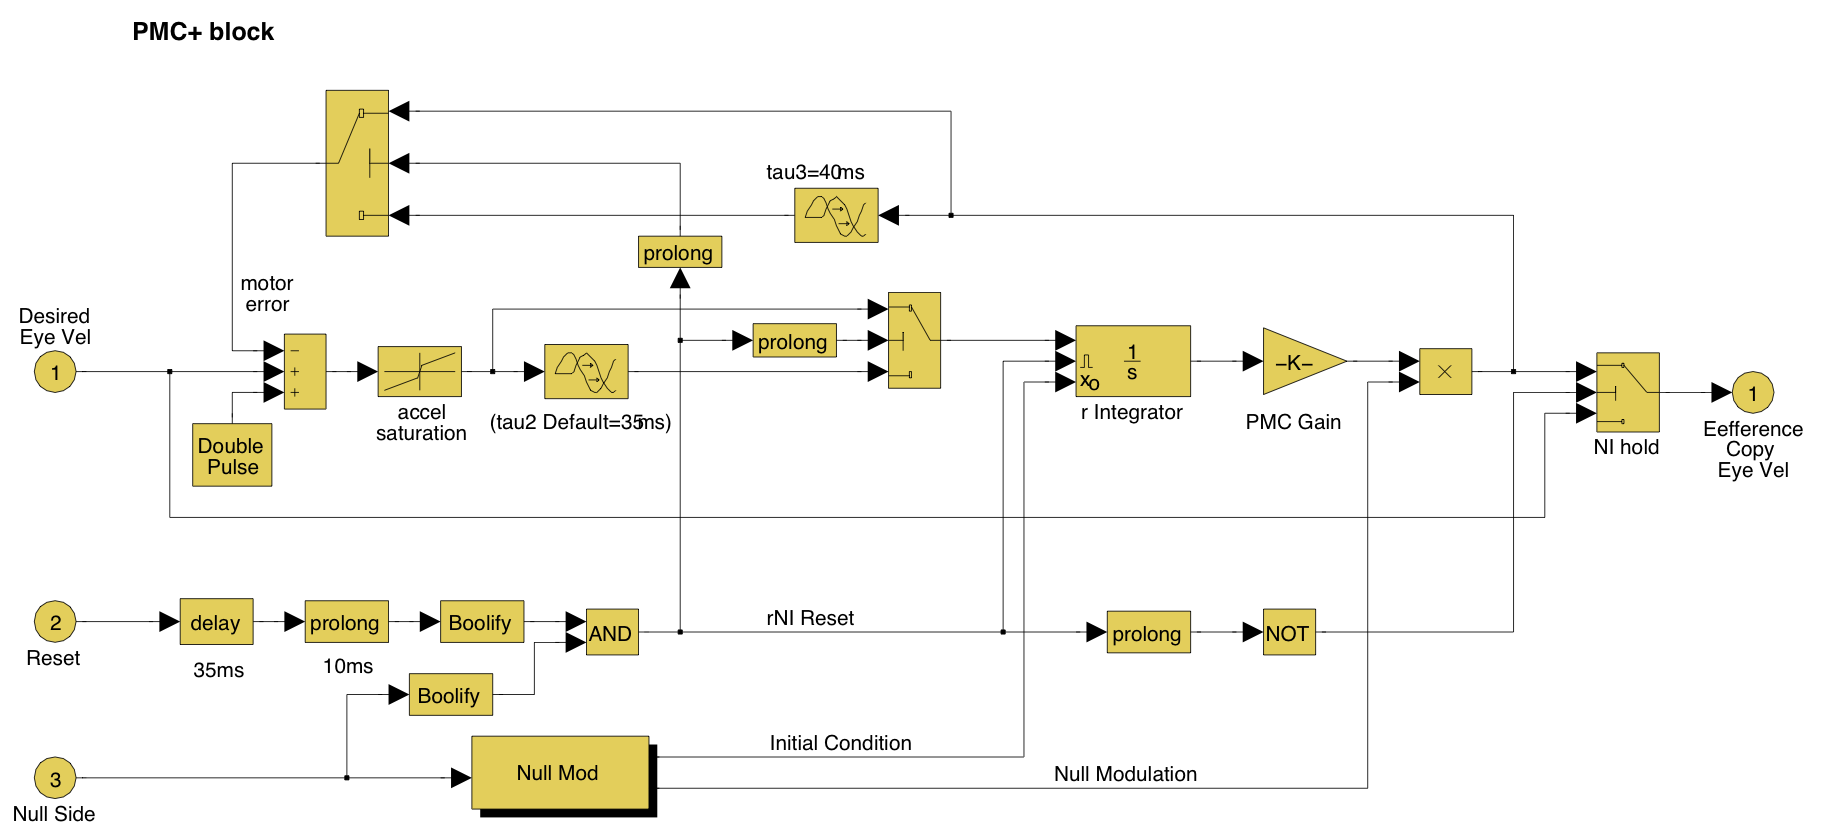 PMC+ block
tau3=40ms
prolong
motor
error
Desired
Eye Vel
1
−
+
+
prolong
1
s
xo
−K−
×
1
accel
saturation
(tau2 Default=35ms)
r Integrator
PMC Gain
NI hold
Eefference
Copy
Eye Vel
Double
Pulse
2
Reset
delay
35ms
prolong
10ms
Boolify
AND
rNI Reset
prolong
NOT
Boolify
3
Null Side
Null Mod
Initial Condition
Null Modulation